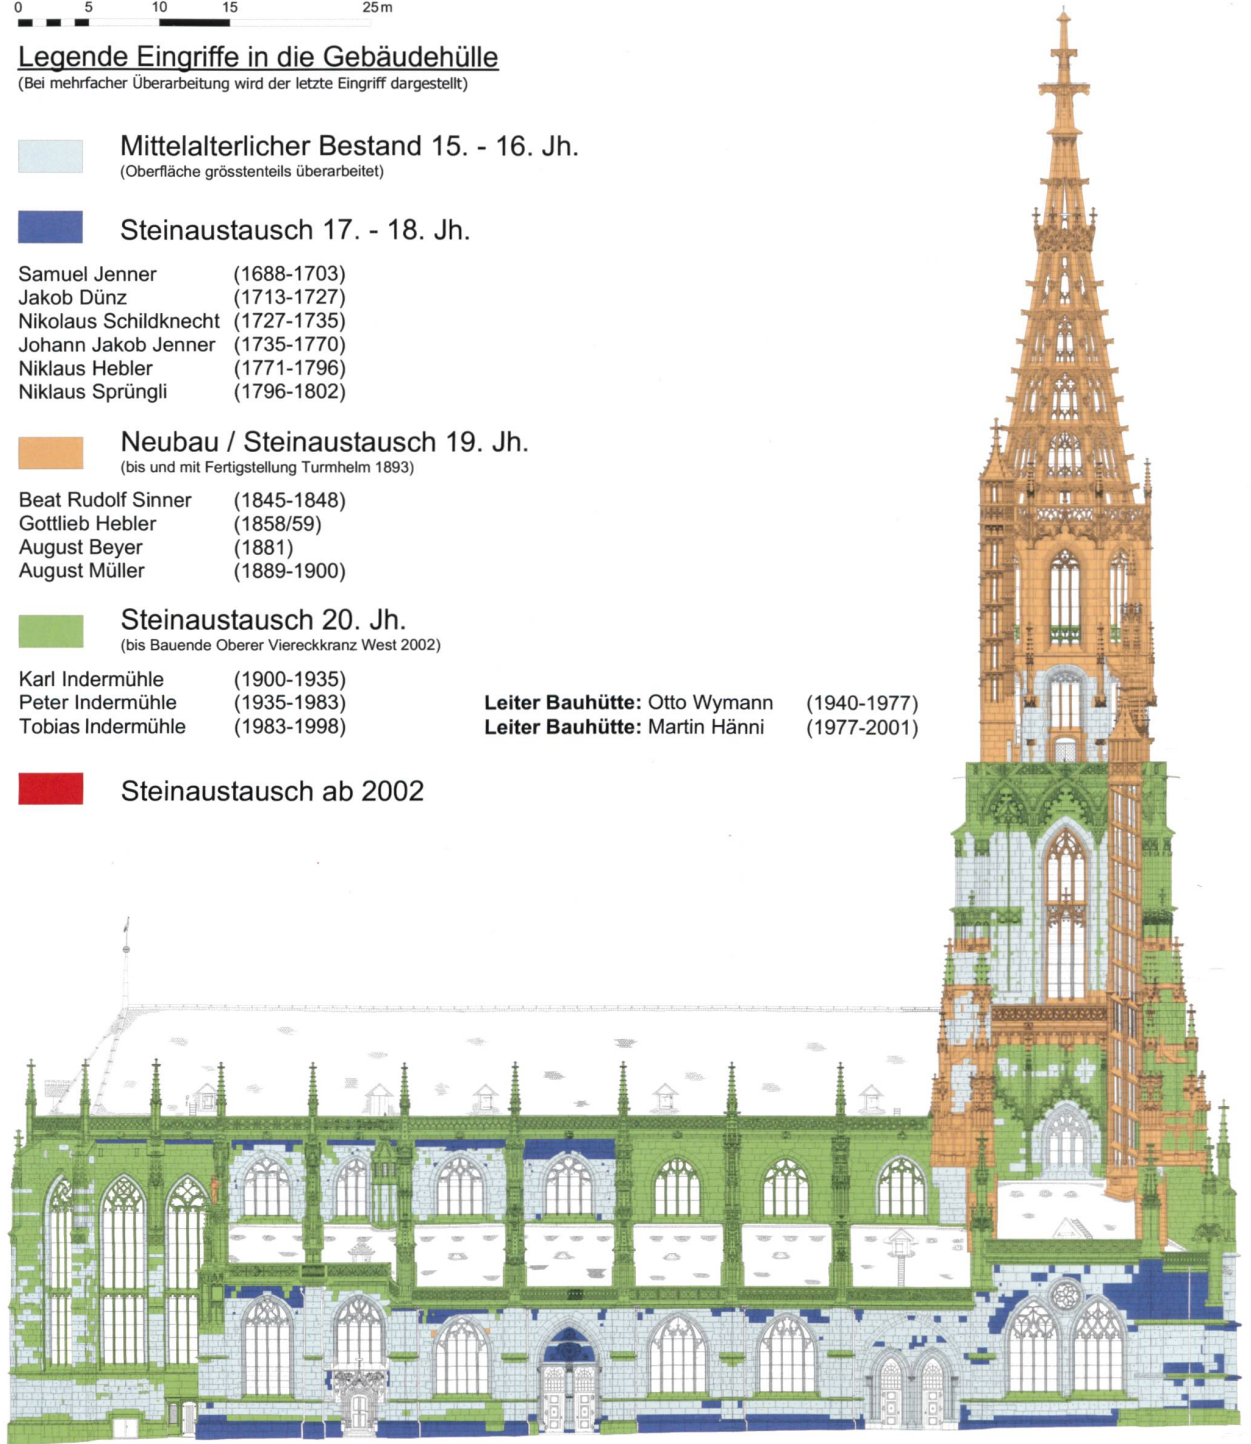 0 5 10 15 25m
Legende Eingriffe in die Gebäudehülle
(Bei mehrfacher Überarbeitung wird der letzte Eingriff dargestellt)
Mittelalterlicher Bestand 15. - 16. Jh.
(Oberfläche grösstenteils überarbeitet)
Steinaustausch 17. - 18. Jh.
Samuel Jenner (1688-1703)
Jakob Dünz (1713-1727)
Nikolaus Schildknecht (1727-1735)
Johann Jakob Jenner (1735-1770)
Niklaus Hebler (1771-1796)
Niklaus Sprüngli (1796-1802)
Neubau / Steinaustausch 19. Jh.
(bis und mit Fertigstellung Turmhelm 1893)
Beat Rudolf Sinner (1845-1848)
Gottlieb Hebler (1858/59)
August Beyer (1881)
August Müller (1889-1900)
Steinaustausch 20. Jh.
(bis Bauende Oberer Viereckkranz West 2002)
Karl Indermühle (1900-1935)
Peter Indermühle (1935-1983) Leiter Bauhütte: Otto Wymann (1940-1977)
Tobias Indermühle (1983-1998) Leiter Bauhütte: Martin Hänni (1977-2001)
Steinaustausch ab 2002